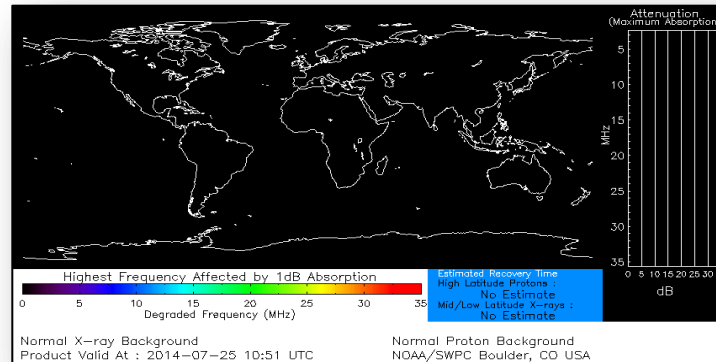 Attenuation
(Maximum Absorption)
5
10
15
20
25
30
35
MHz
0 5 10 15 20 25 30
dB
Highest Frequency Affected by 1dB Absorption
0 5 10 15 20 25 30 35
Degraded Frequency (MHz)
Estimated Recovery Time
High Latitude Protons :
No Estimate
Mid/Low Latitude X-rays :
No Estimate
Normal X-ray Background
Product Valid At : 2014-07-25 10:51 UTC
Normal Proton Background
NOAA/SWPC Boulder, CO USA